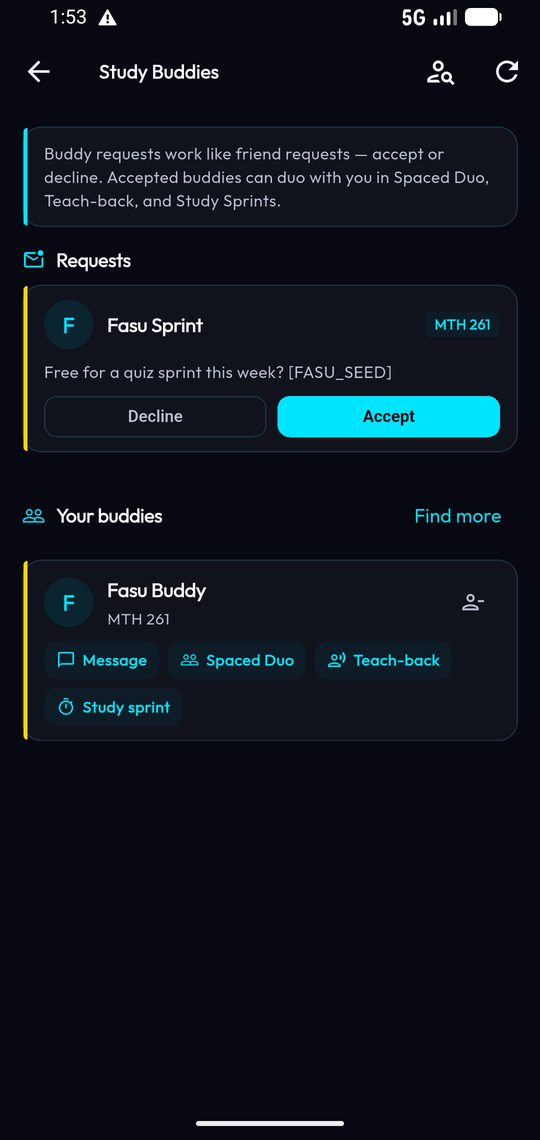 1:53
5G
Study Buddies
Buddy requests work like friend requests — accept or
decline. Accepted buddies can duo with you in Spaced Duo,
Teach-back, and Study Sprints.
Requests
F
Fasu Sprint
MTH 261
Free for a quiz sprint this week? [FASU_SEED]
Decline
Accept
Your buddies
Find more
F
Fasu Buddy
MTH 261
Message
Spaced Duo
Teach-back
Study sprint